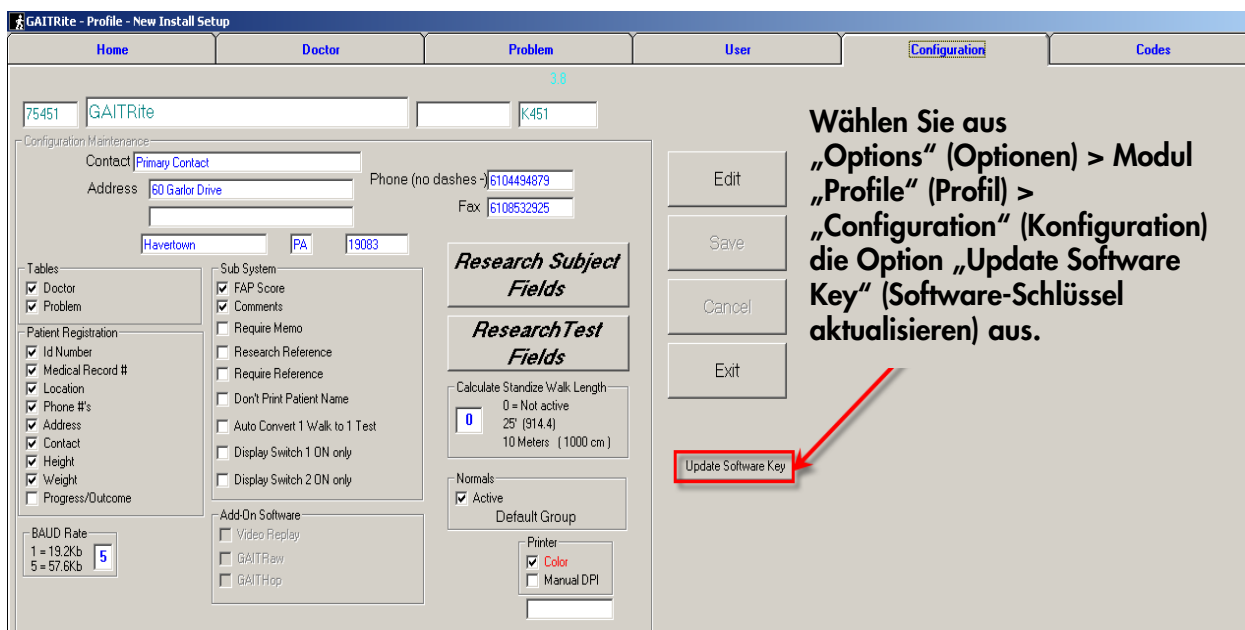 GAITRite - Profile - New Install Setup
Home Doctor Problem User Configuration Codes
3.8
75451 GAITRite K451
Configuration Maintenance
Contact Primary Contact
Address 60 Garlor Drive
Phone (no dashes -) 6104494879
Fax 6108532925
Havertown PA 19083
Tables
Doctor
Problem
Patient Registration
Id Number
Medical Record #
Location
Phone #'s
Address
Contact
Height
Weight
Progress/Outcome
BAUD Rate
1 = 19.2Kb
5 = 57.6Kb
5
Sub System
FAP Score
Comments
Require Memo
Research Reference
Require Reference
Don't Print Patient Name
Auto Convert 1 Walk to 1 Test
Display Switch 1 ON only
Display Switch 2 ON only
Add-On Software
Video Replay
GAITRaw
GAITHop
Research Subject
Fields
ResearchTest
Fields
Calculate Standize Walk Length
0
0 = Not active
25' (914.4)
10 Meters ( 1000 cm )
Normals
Active
Default Group
Printer
Color
Manual DPI
Edit
Save
Cancel
Exit
Update Software Key
Wählen Sie aus
„Options“ (Optionen) > Modul
„Profile“ (Profil) >
„Configuration“ (Konfiguration)
die Option „Update Software
Key“ (Software-Schlüssel
aktualisieren) aus.